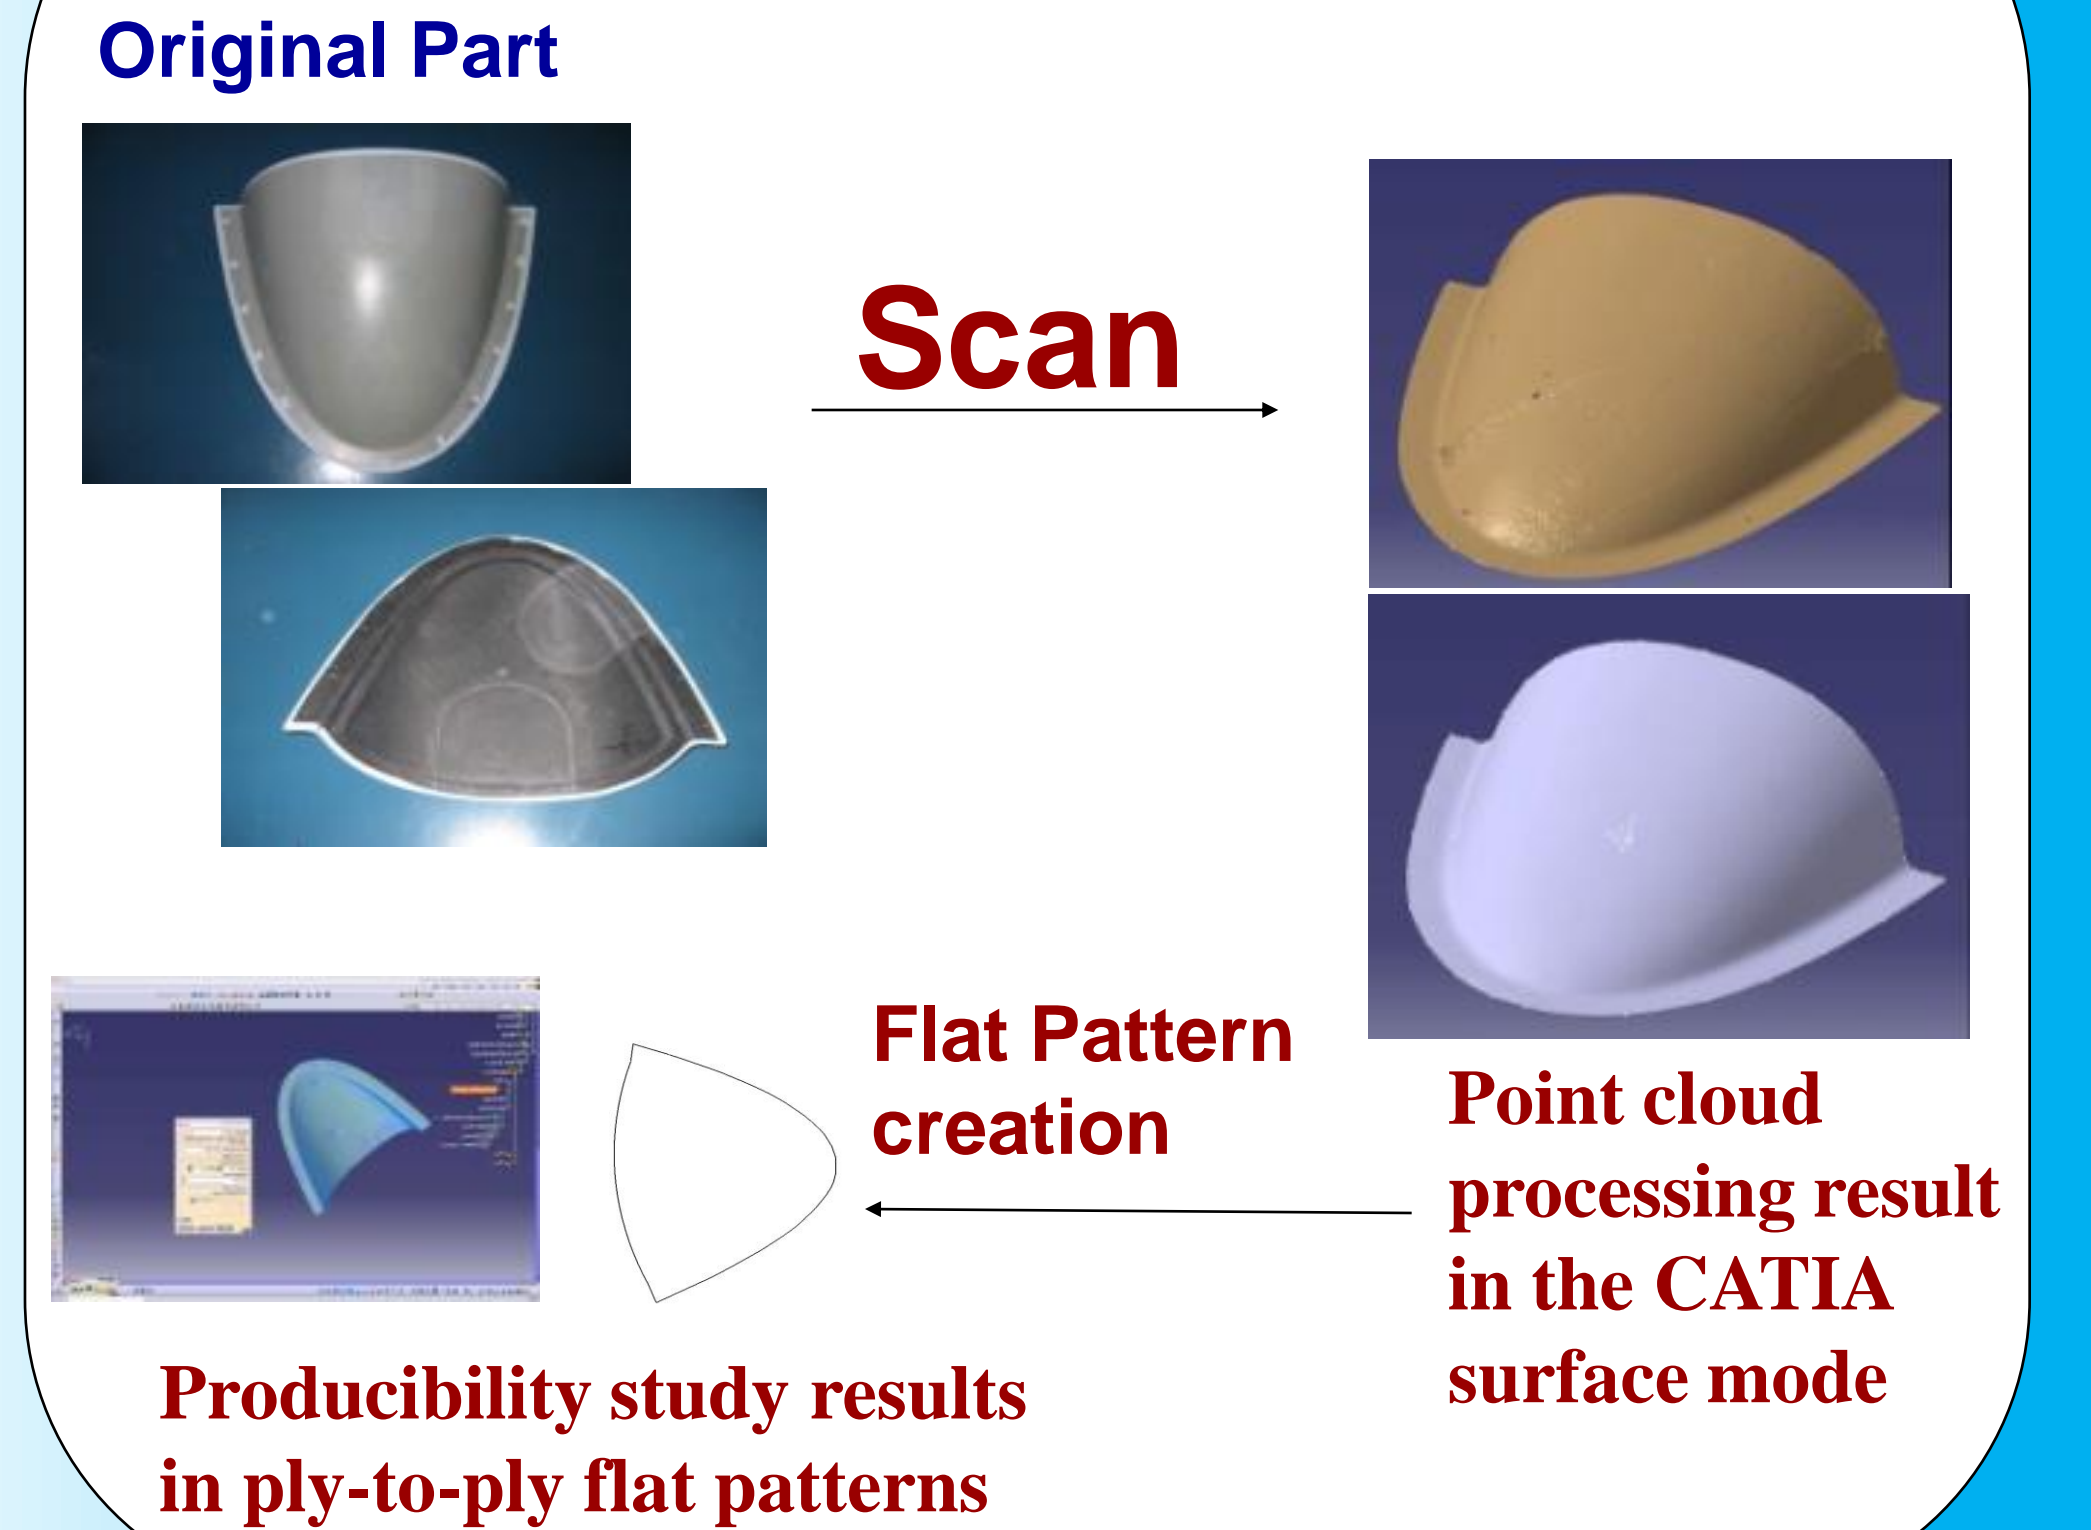 Original Part
Scan
Flat Pattern
creation
Point cloud
processing result
in the CATIA
surface mode
Producibility study results
in ply-to-ply flat patterns